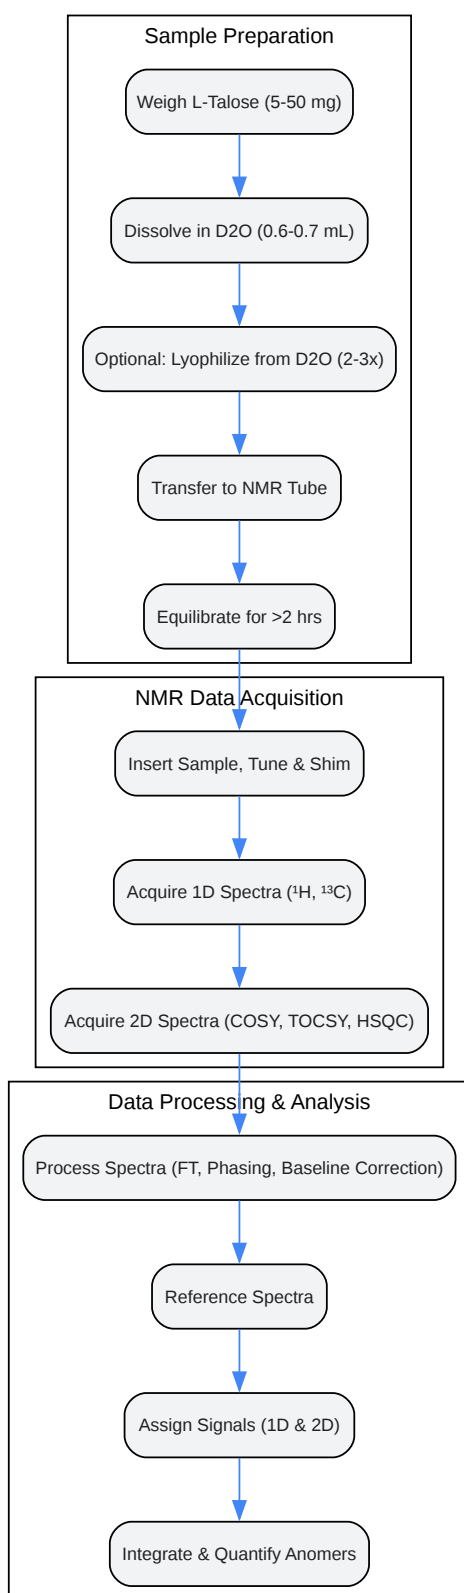 Sample Preparation
Weigh L-Talose (5-50 mg)
Dissolve in D2O (0.6-0.7 mL)
Optional: Lyophilize from D2O (2-3x)
Transfer to NMR Tube
Equilibrate for >2 hrs
NMR Data Acquisition
Insert Sample, Tune & Shim
Acquire 1D Spectra (¹H, ¹³C)
Acquire 2D Spectra (COSY, TOCSY, HSQC)
Data Processing & Analysis
Process Spectra (FT, Phasing, Baseline Correction)
Reference Spectra
Assign Signals (1D & 2D)
Integrate & Quantify Anomers